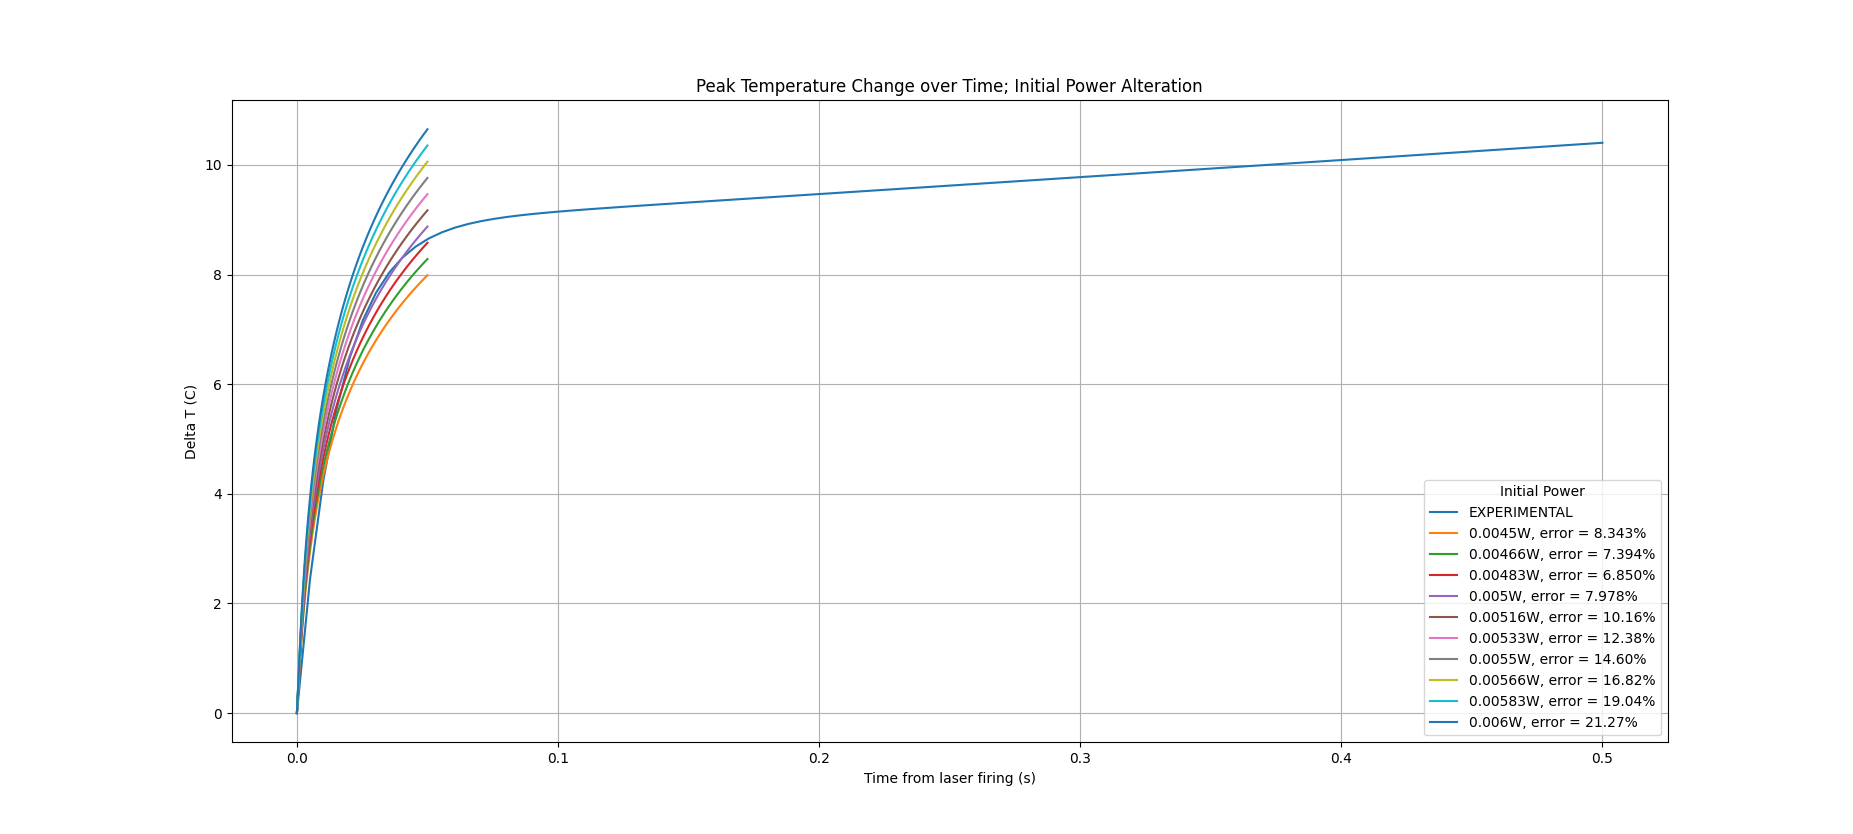 Peak Temperature Change over Time; Initial Power Alteration
Delta T (C)
10
8
6
4
2
0
0.0
0.1
0.2
0.3
0.4
0.5
Time from laser firing (s)
Initial Power
EXPERIMENTAL
0.0045W, error = 8.343%
0.00466W, error = 7.394%
0.00483W, error = 6.850%
0.005W, error = 7.978%
0.00516W, error = 10.16%
0.00533W, error = 12.38%
0.0055W, error = 14.60%
0.00566W, error = 16.82%
0.00583W, error = 19.04%
0.006W, error = 21.27%